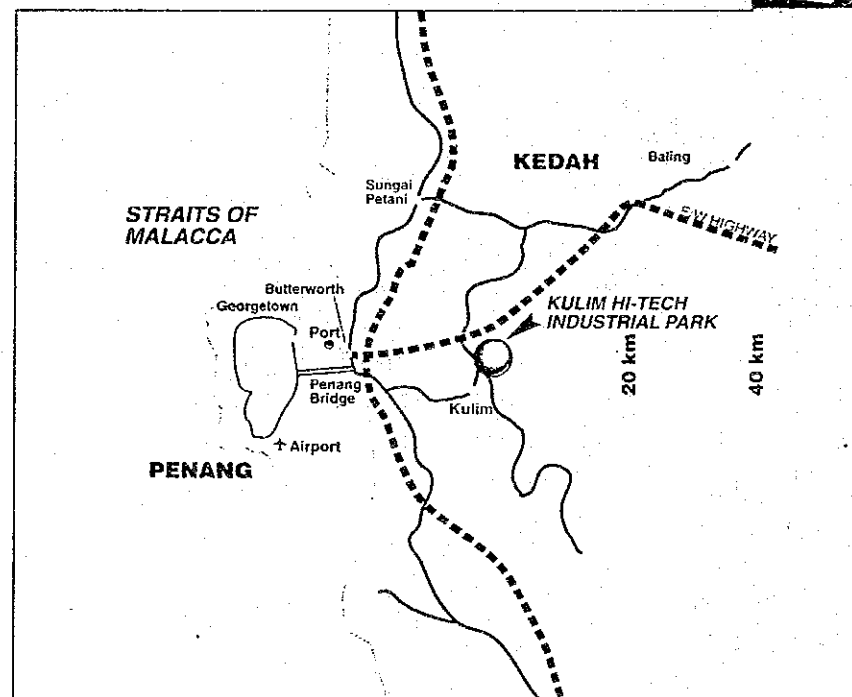 KEDAH
Baling
Sungai
Petani
E-W HIGHWAY
STRAITS OF
MALACCA
Butterworth
Georgetown
KULIM HI-TECH
INDUSTRIAL PARK
Port
20 km
40 km
Penang
Bridge
Kulim
Airport
PENANG